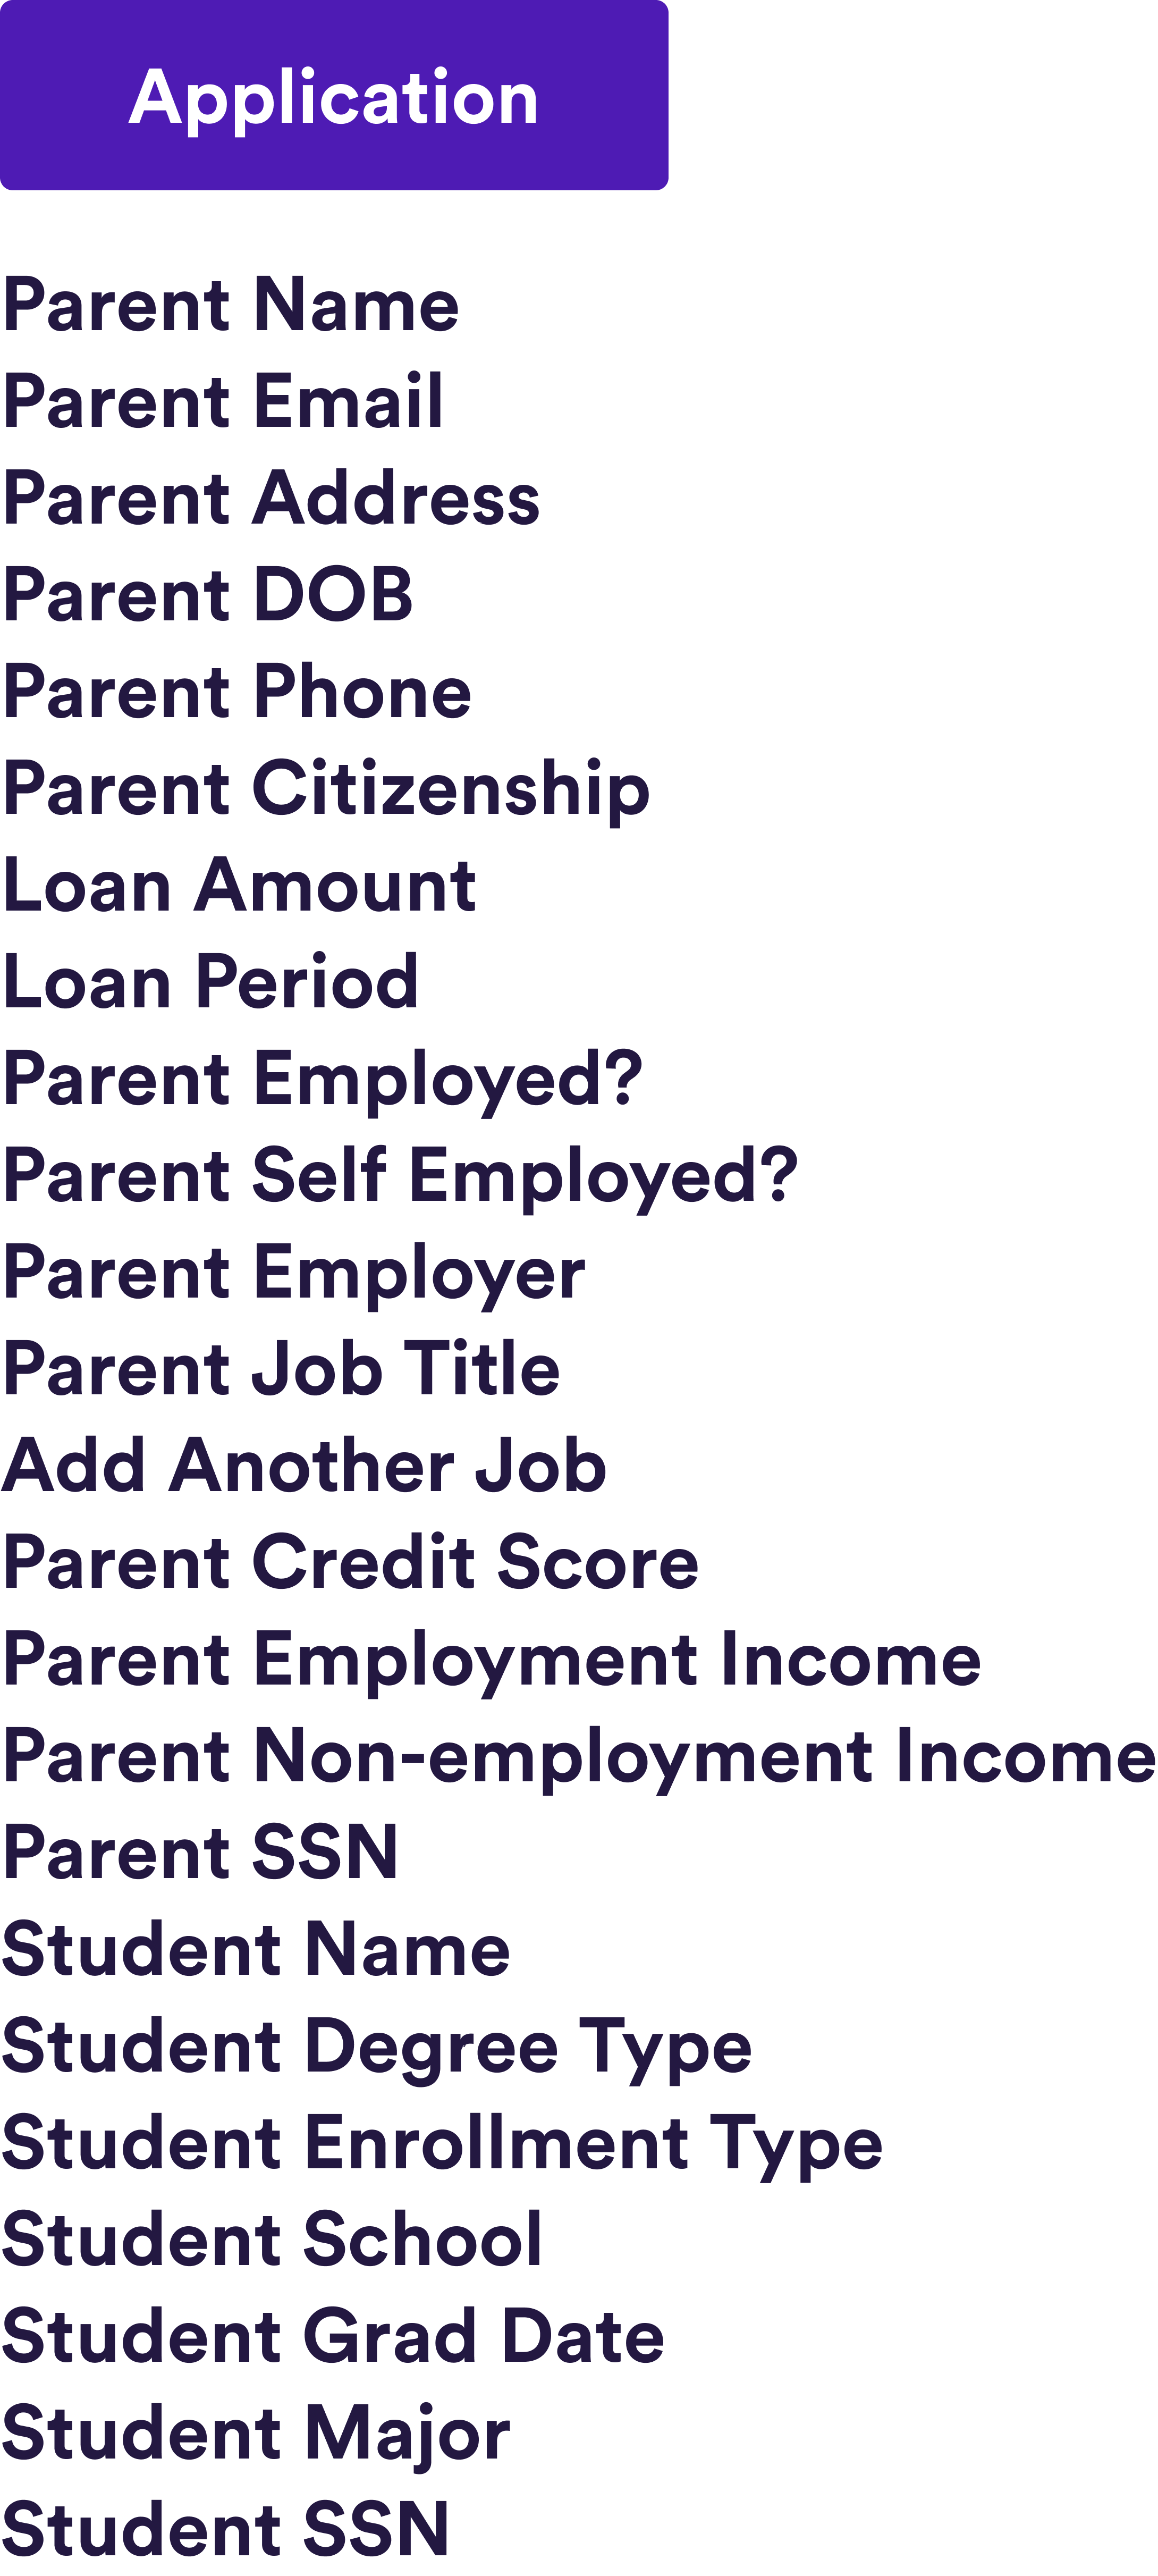 Application
Parent Name
Parent Email
Parent Address
Parent DOB
Parent Phone
Parent Citizenship
Loan Amount
Loan Period
Parent Employed?
Parent Self Employed?
Parent Employer
Parent Job Title
Add Another Job
Parent Credit Score
Parent Employment Income
Parent Non-employment Income
Parent SSN
Student Name
Student Degree Type
Student Enrollment Type
Student School
Student Grad Date
Student Major
Student SSN